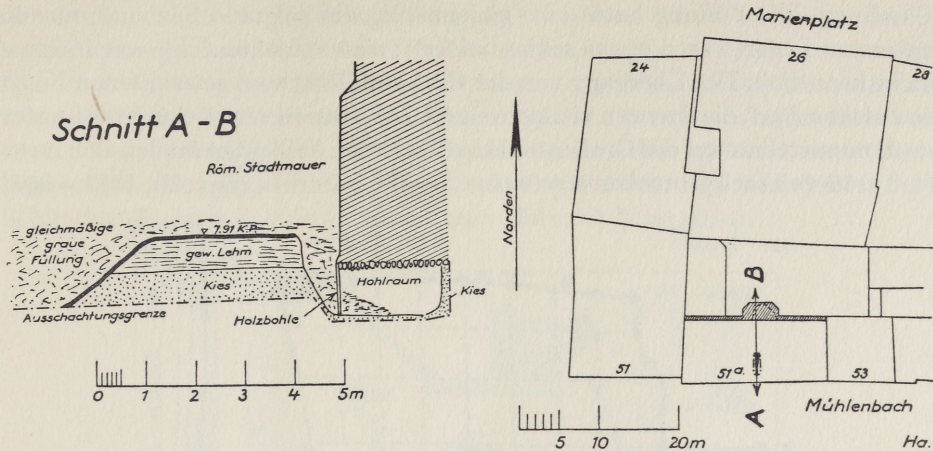 Schnitt A-B
Röm. Stadtmauer
gleichmäßige
graue
Füllung
7.91 K.P.
gew. Lehm
Kies
Hohlraum
Kies
Ausschachtungsgrenze
Holzbohle
0 1 2 3 4 5m
Marienplatz
24
26
28
Norden
B
51
51a.
53
A
Mühlenbach
5 10 20m
Ha.